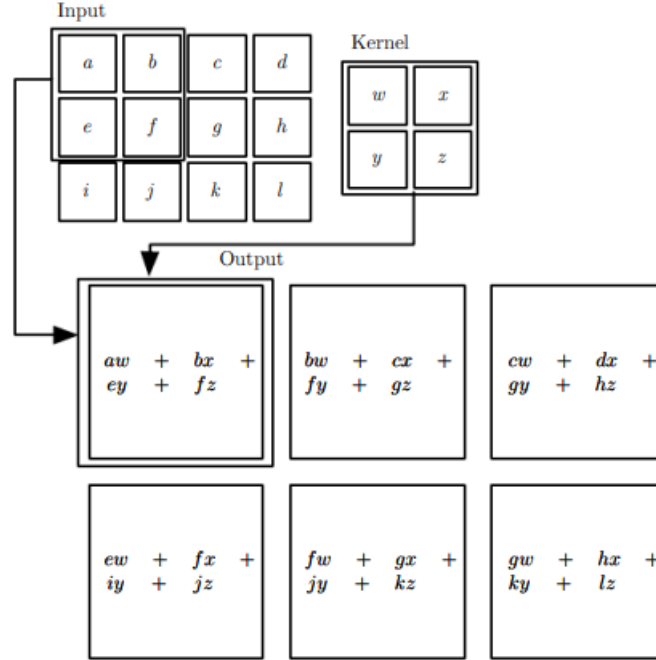 Input
a b c d
e f g h
i j k l
Kernel
w x
y z
Output
aw + bx +
ey + fz
bw + cx +
fy + gz
cw + dx +
gy + hz
ew + fx +
iy + jz
fw + gx +
jy + kz
gw + hx +
ky + lz